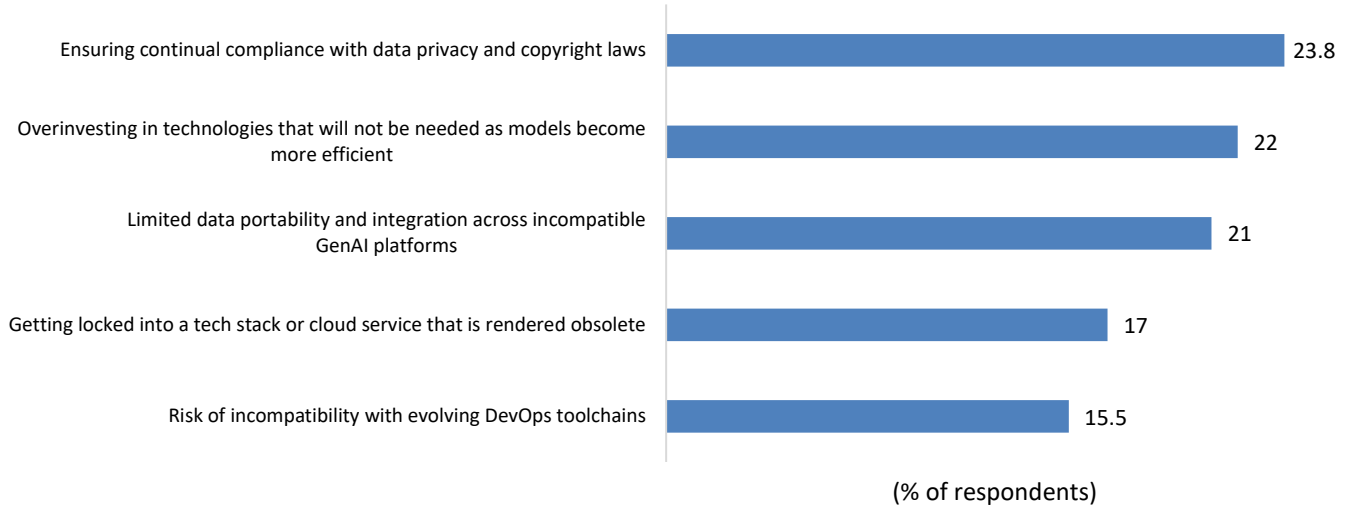 Ensuring continual compliance with data privacy and copyright laws
23.8
Overinvesting in technologies that will not be needed as models become
more efficient
22
Limited data portability and integration across incompatible
GenAI platforms
21
Getting locked into a tech stack or cloud service that is rendered obsolete
17
Risk of incompatibility with evolving DevOps toolchains
15.5
(% of respondents)